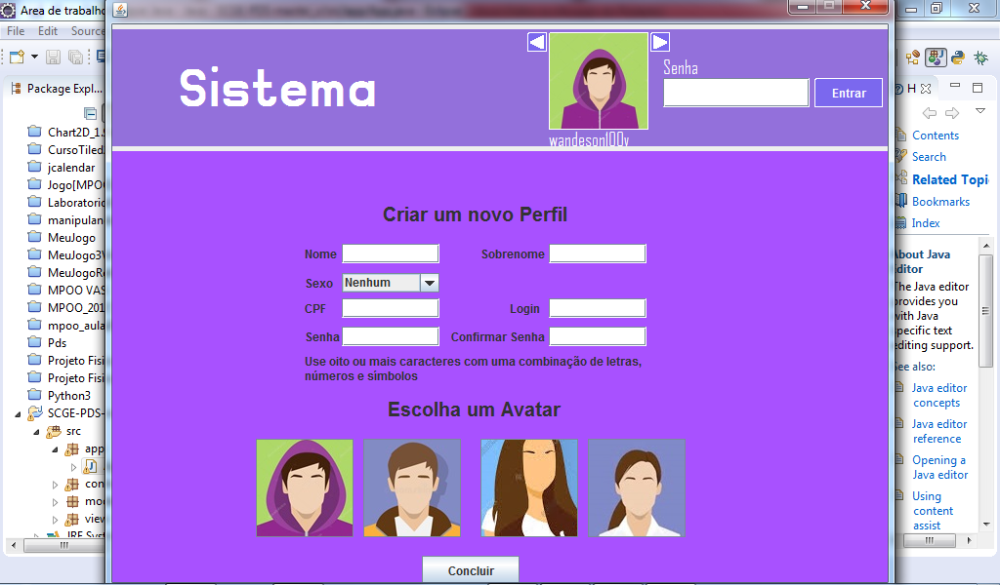 Area de trabalho
File Edit Source
Package Expl...
Chart2D_1.
CursoTiled
jcalendar
Jogo[MPOO
Laboratorio
manipulan
MeuJogo
MeuJogo3V
MeuJogoRe
MPOO VAS
MPOO_201
mpoo_aula
Pds
Projeto Fisi
Projeto Fisi
Python3
SCGE-PDS-
src
app
con
mod
view
JRE Syst
Sistema
wandeson100v
Senha
Entrar
Criar um novo Perfil
Nome
Sobrenome
Sexo
Nenhum
CPF
Login
Senha
Confirmar Senha
Use oito ou mais caracteres com uma combinação de letras,
números e símbolos
Escolha um Avatar
Concluir
H
Contents
Search
Related Topi
Bookmarks
Index
About Java
Editor
The Java editor
provides you
with Java
specific text
editing support.
See also:
Java editor
concepts
Java editor
reference
Opening a
Java editor
Using
content
assist